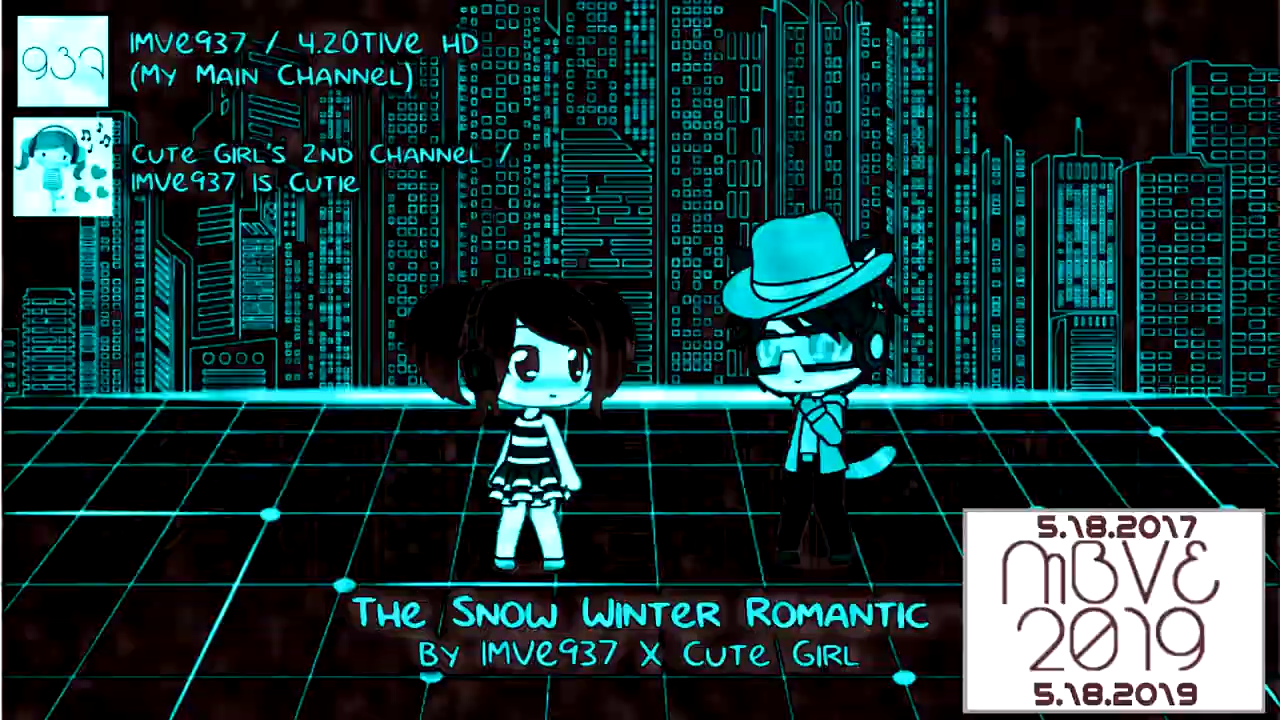 937
IMVE937 / 4.20TIVE HD
(MY MAIN CHANNEL)
CUTE GIRL'S 2ND CHANNEL /
IMVE937 IS CUTIE
THE SNOW WINTER ROMANTIC
BY IMVE937 X CUTE GIRL
5.18.2017
MBVE
2019
5.18.2019